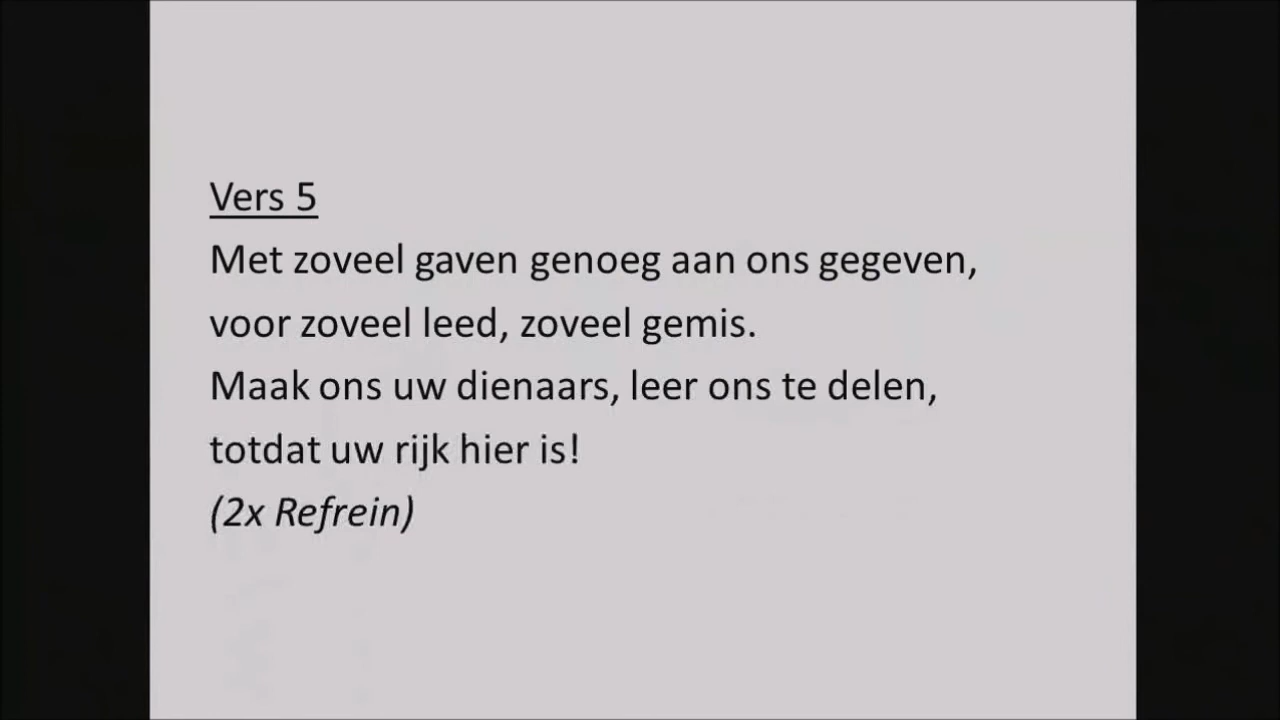 Vers 5
Met zoveel gaven genoeg aan ons gegeven,
voor zoveel leed, zoveel gemis.
Maak ons uw dienaars, leer ons te delen,
totdat uw rijk hier is!
(2x Refrein)